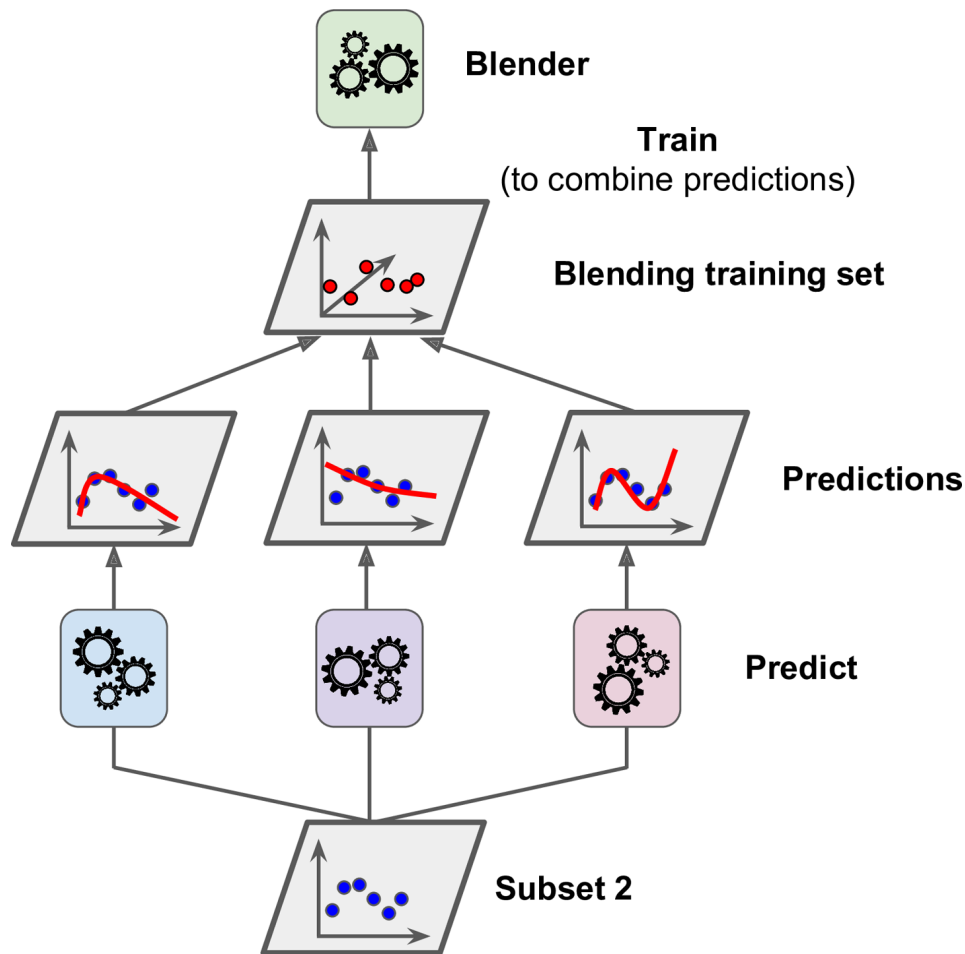 Blender
Train
(to combine predictions)
Blending training set
Predictions
Predict
Subset 2